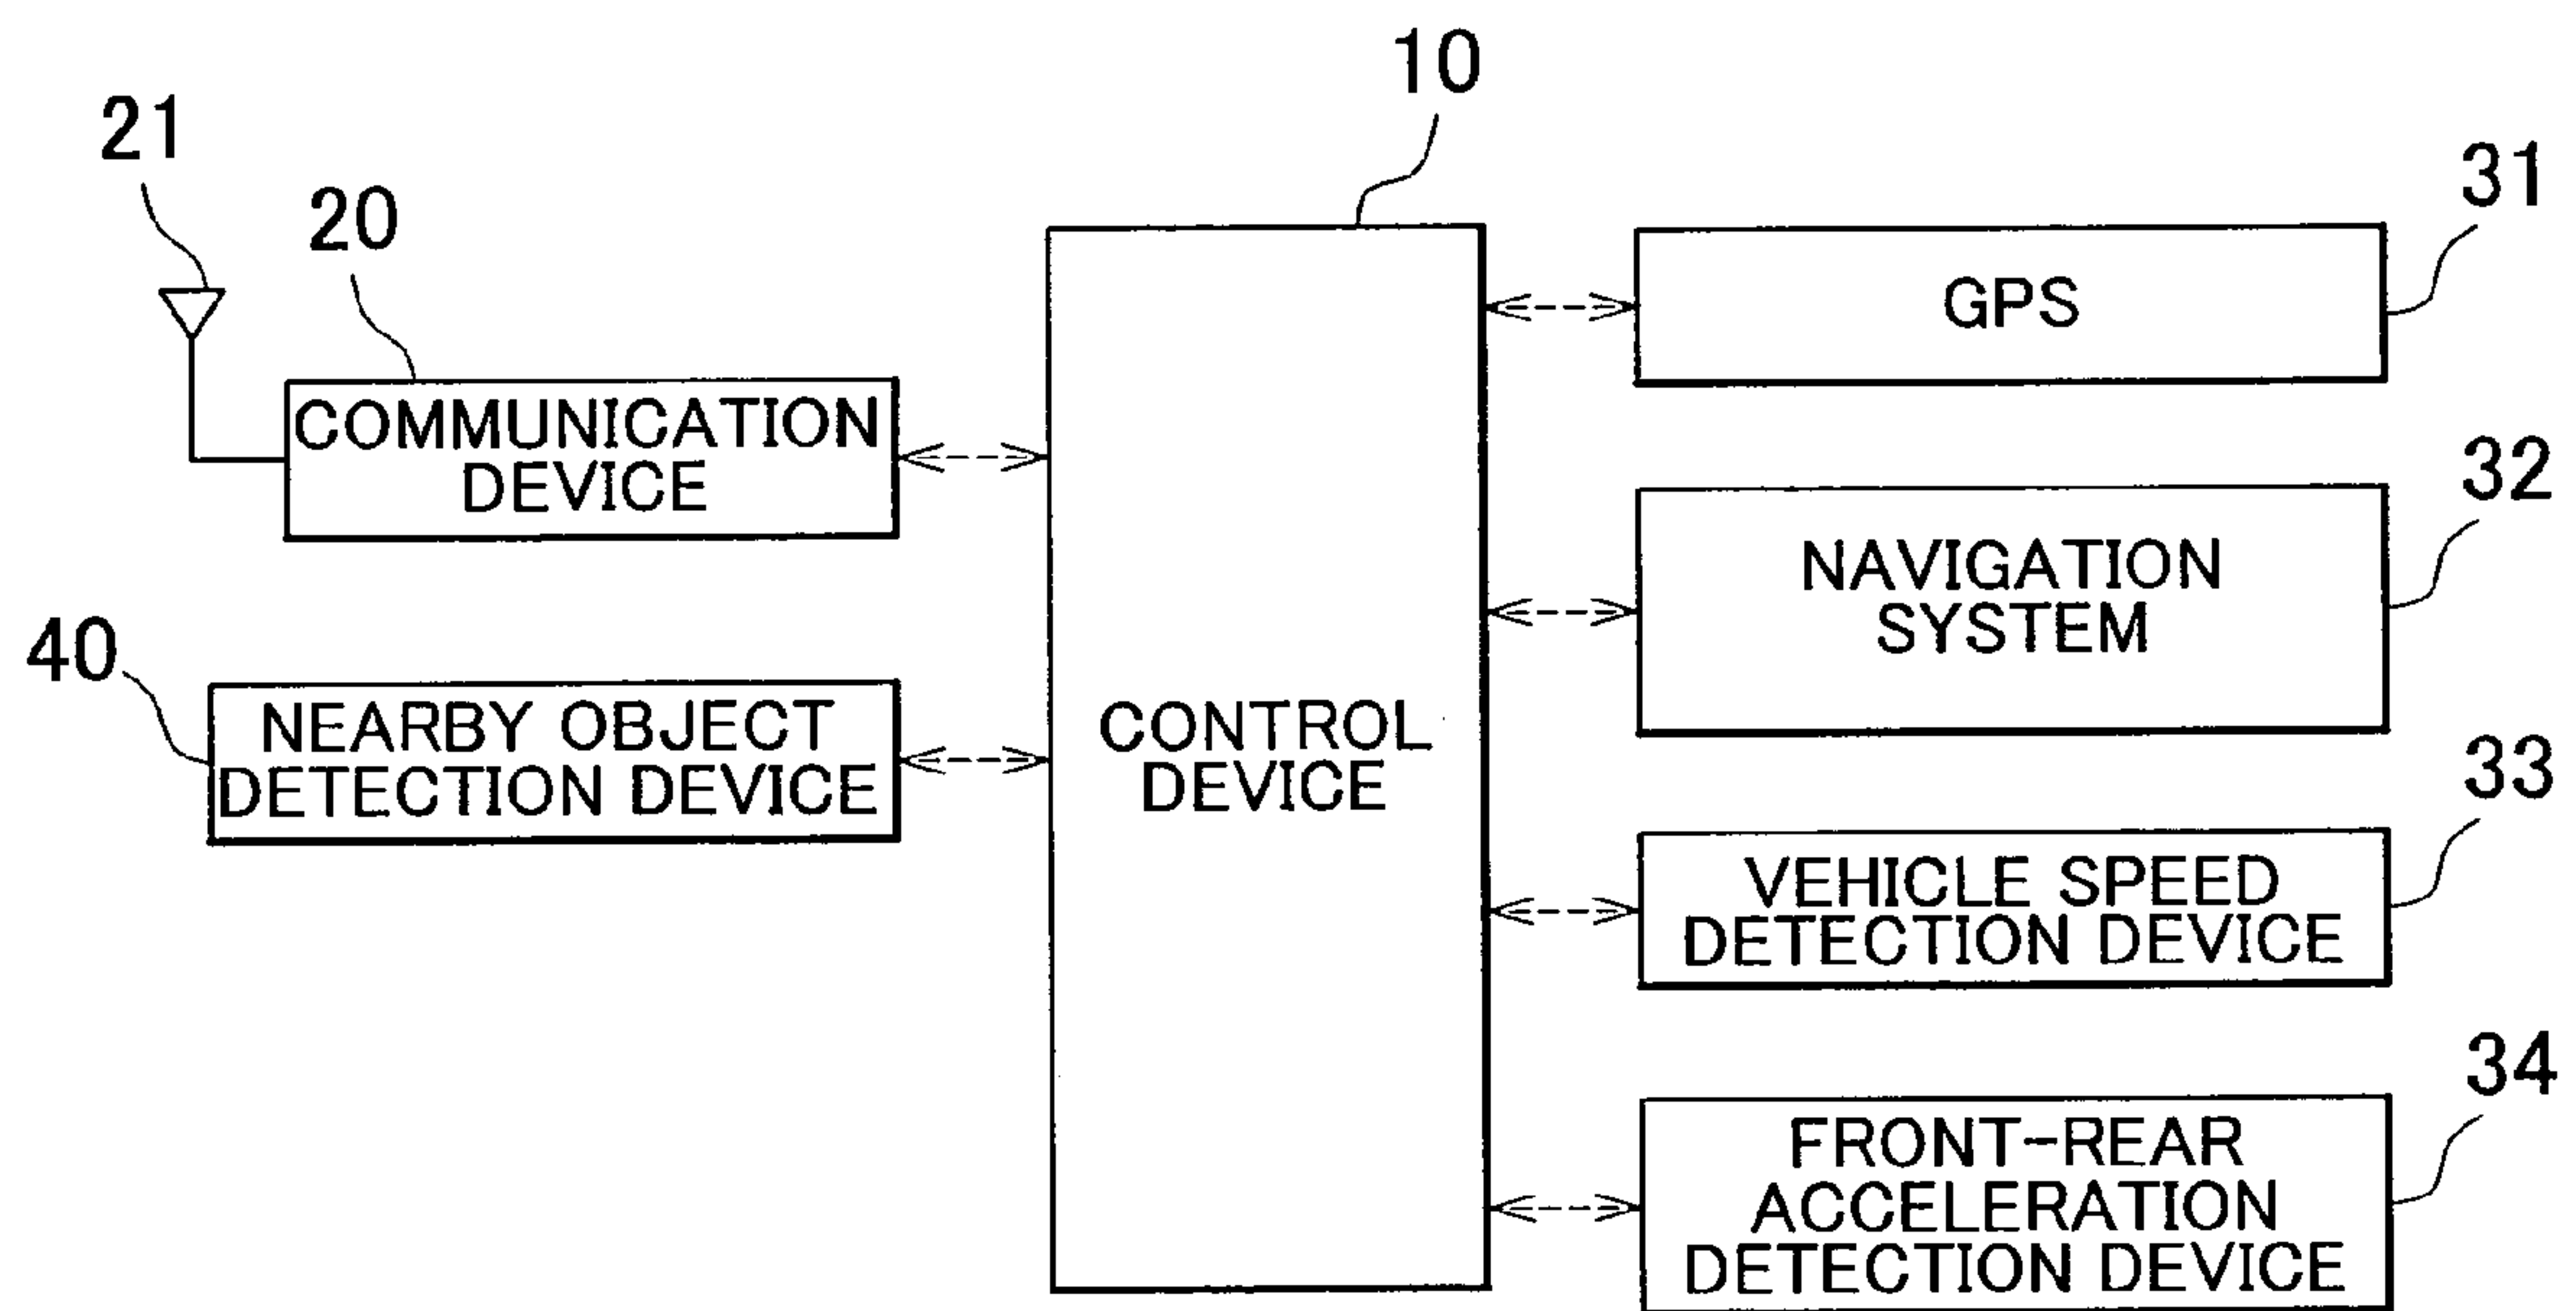 10
21
20
31
GPS
COMMUNICATION
DEVICE
32
NAVIGATION
SYSTEM
40
NEARBY OBJECT
DETECTION DEVICE
CONTROL
DEVICE
33
VEHICLE SPEED
DETECTION DEVICE
34
FRONT-REAR
ACCELERATION
DETECTION DEVICE